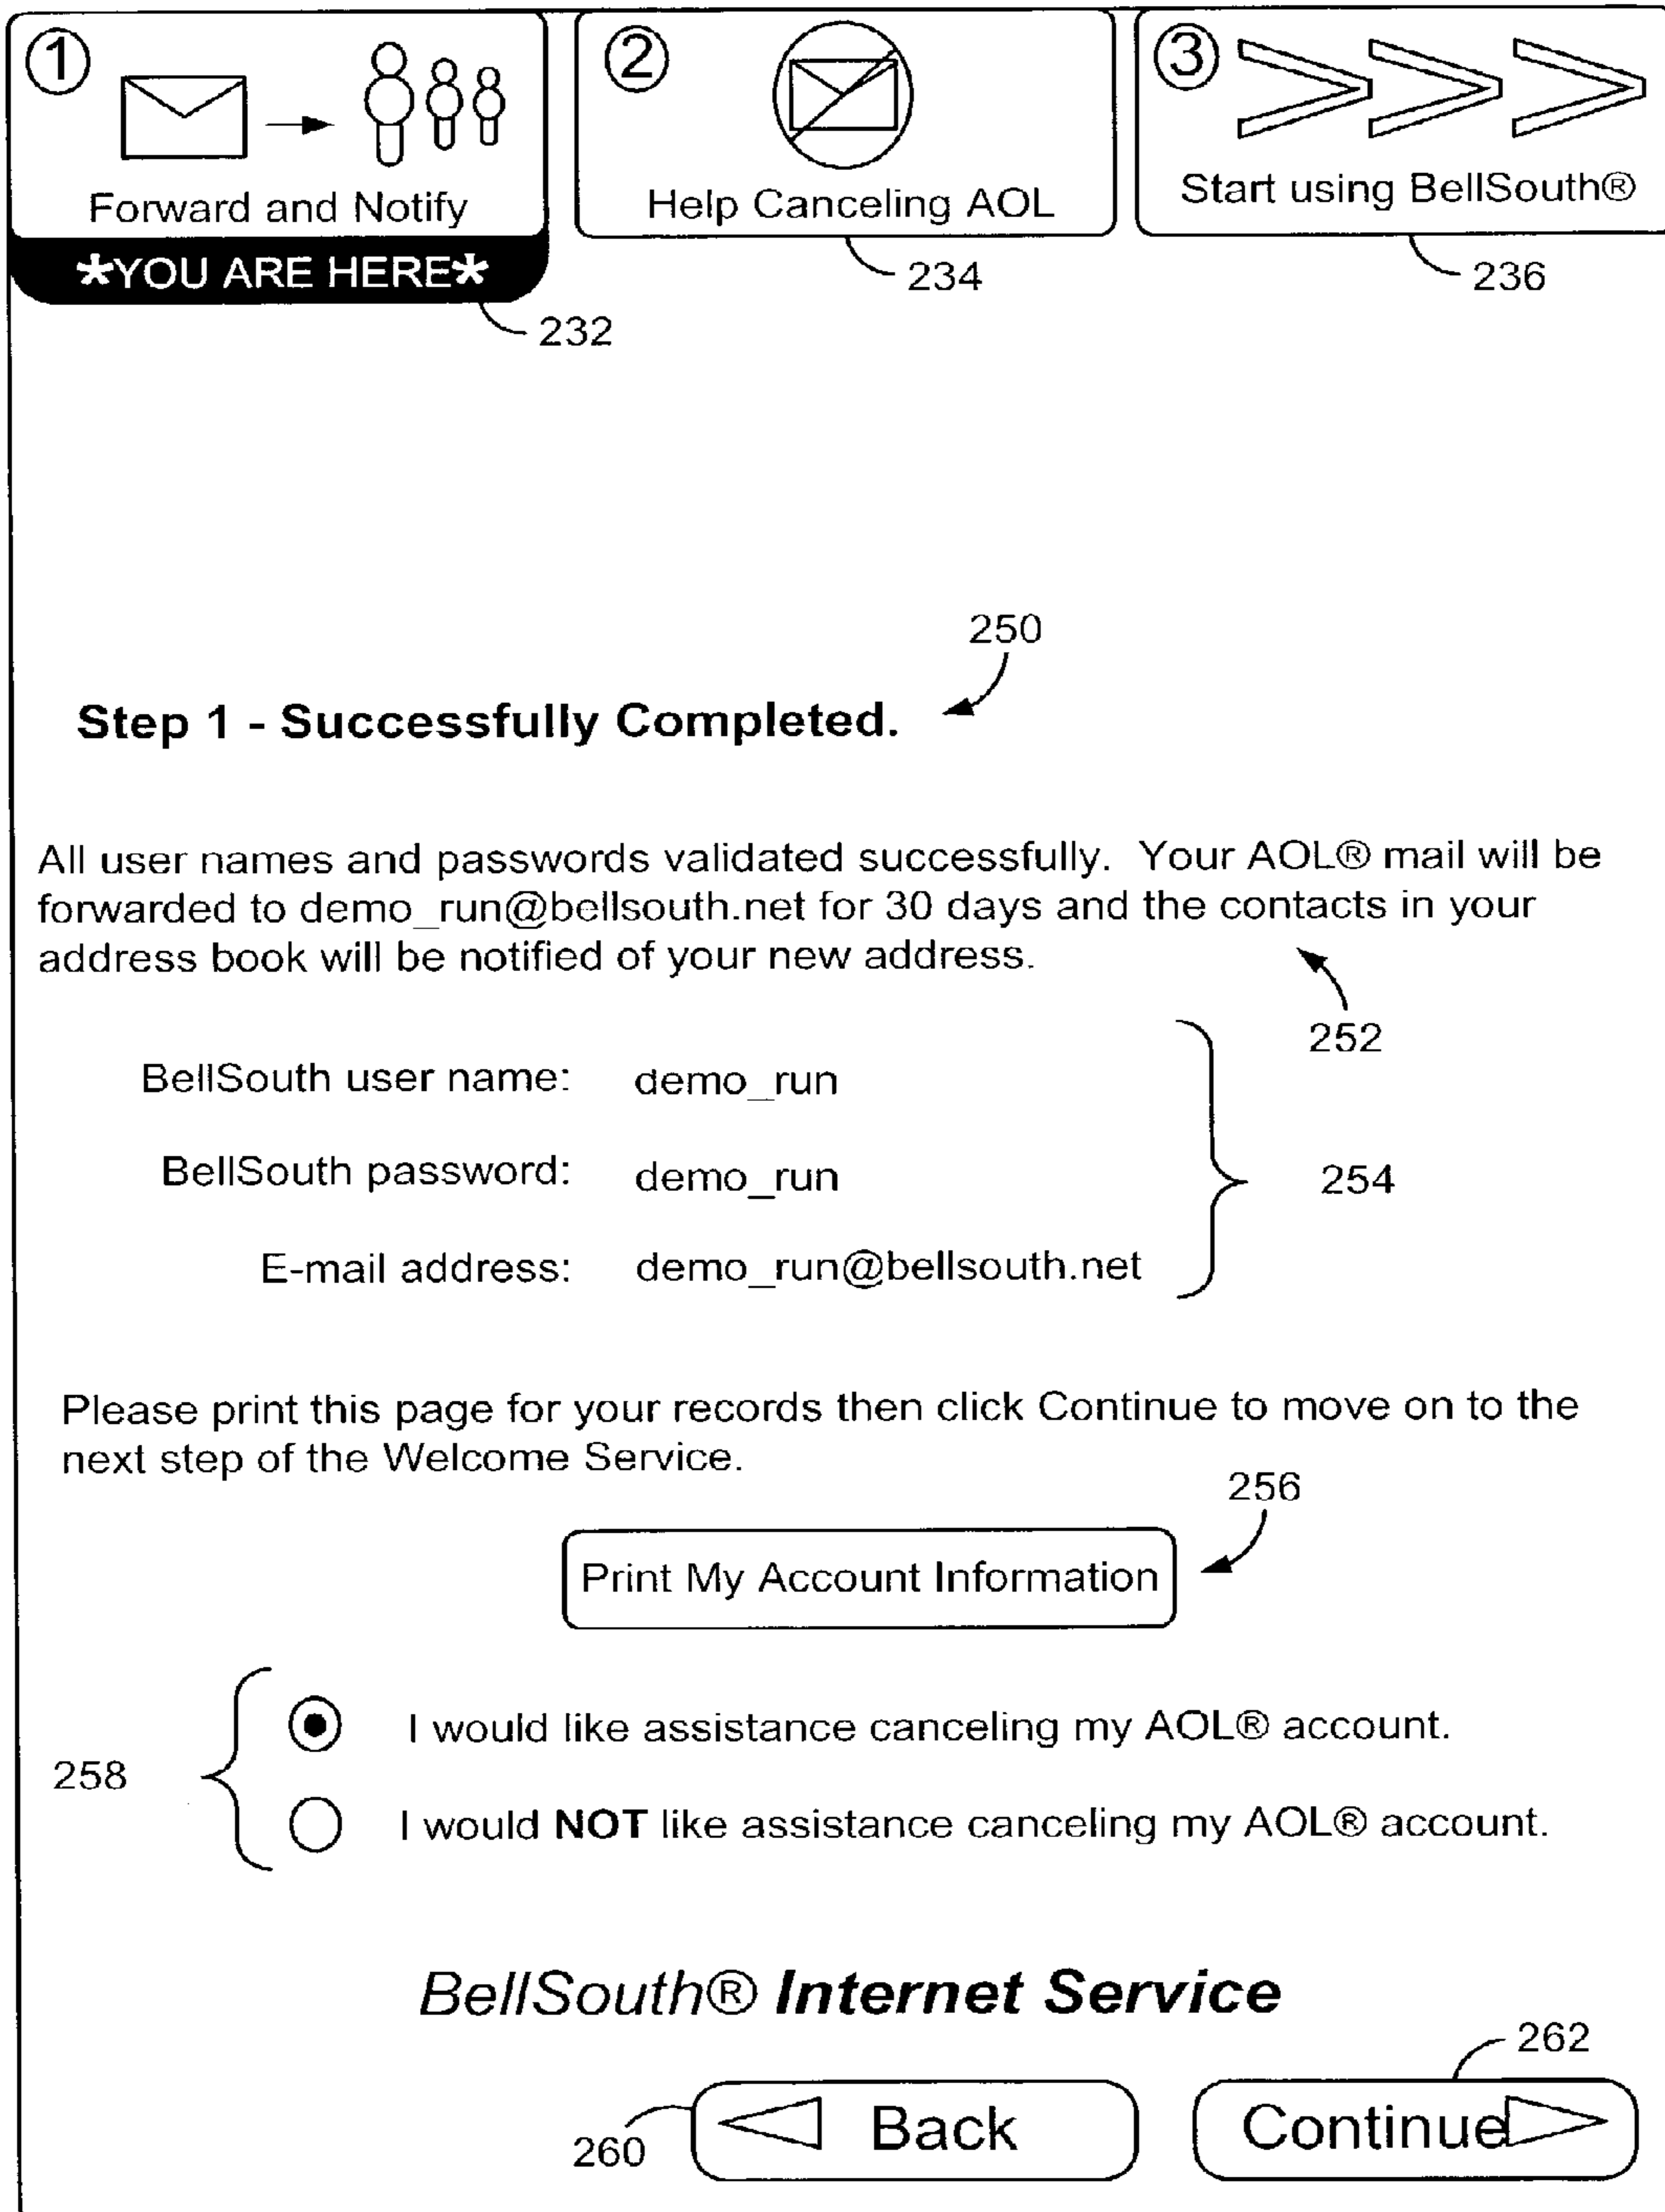 1
Forward and Notify
*YOU ARE HERE*
232
2
Help Canceling AOL
234
3
Start using BellSouth®
236
250
Step 1 - Successfully Completed.
All user names and passwords validated successfully. Your AOL® mail will be
forwarded to demo_run@bellsouth.net for 30 days and the contacts in your
address book will be notified of your new address.
252
BellSouth user name: demo_run
BellSouth password: demo_run
254
E-mail address: demo_run@bellsouth.net
Please print this page for your records then click Continue to move on to the
next step of the Welcome Service.
256
Print My Account Information
I would like assistance canceling my AOL® account.
258
I would NOT like assistance canceling my AOL® account.
BellSouth® Internet Service
262
260
Back
Continue